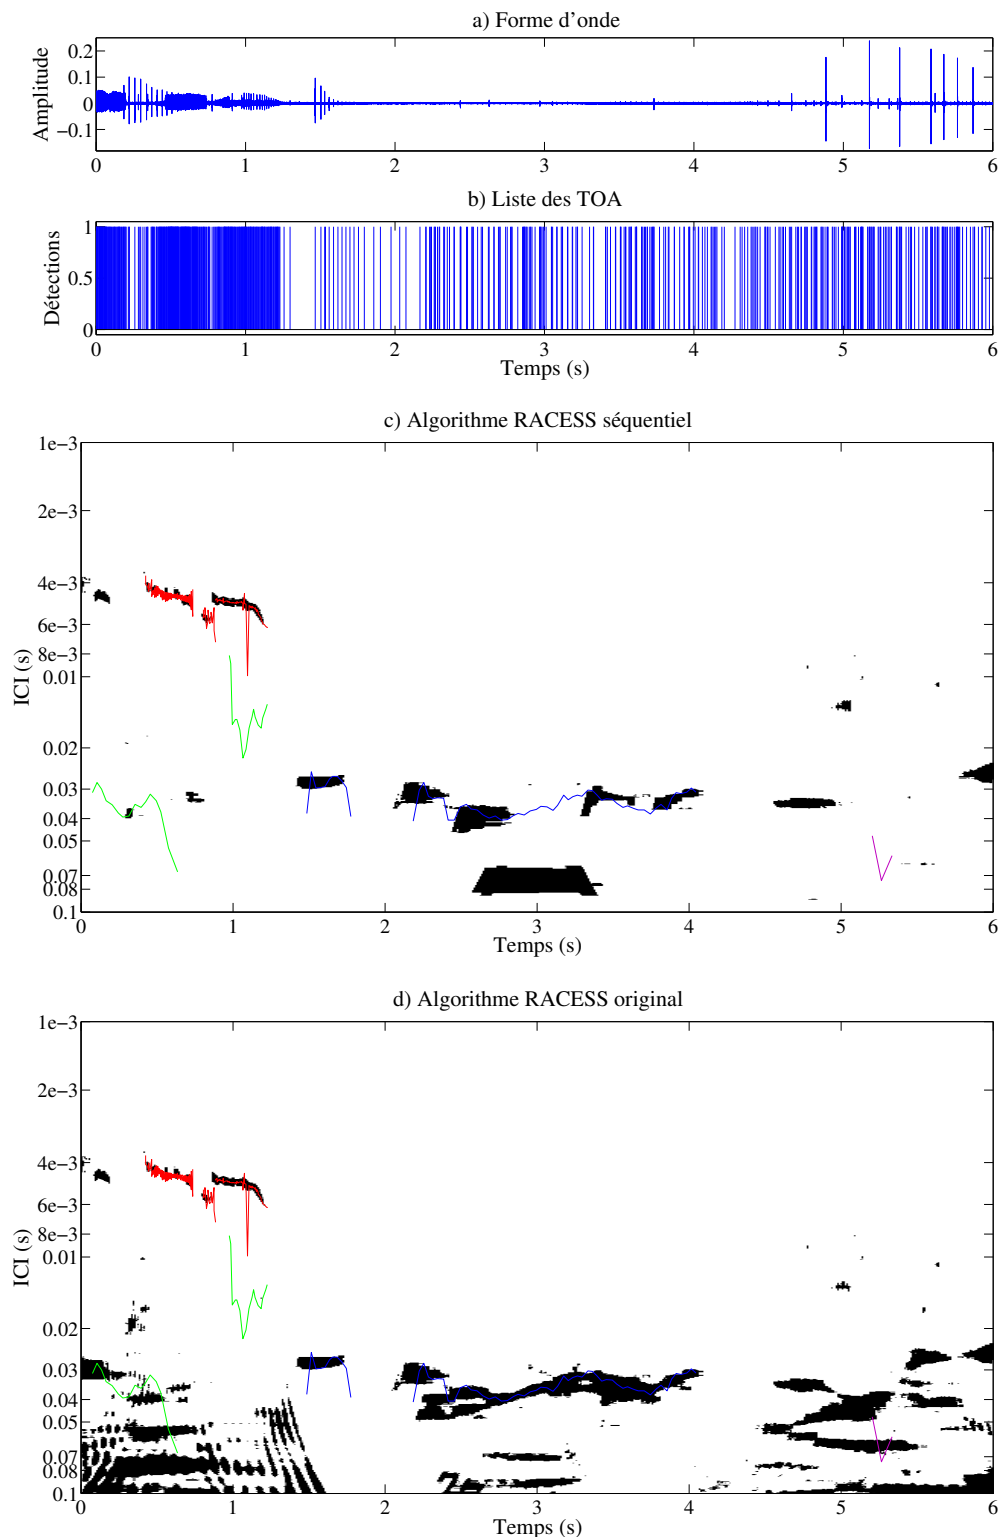 a) Forme d'onde
Amplitude
0.2
0.1
0
−0.1
0 1 2 3 4 5 6
b) Liste des TOA
Détections
1
0.5
0
0 1 2 3 4 5 6
Temps (s)
c) Algorithme RACESS séquentiel
ICI (s)
1e−3
2e−3
4e−3
6e−3
8e−3
0.01
0.02
0.03
0.04
0.05
0.07
0.08
0.1
0 1 2 3 4 5 6
Temps (s)
d) Algorithme RACESS original
ICI (s)
1e−3
2e−3
4e−3
6e−3
8e−3
0.01
0.02
0.03
0.04
0.05
0.07
0.08
0.1
0 1 2 3 4 5 6
Temps (s)